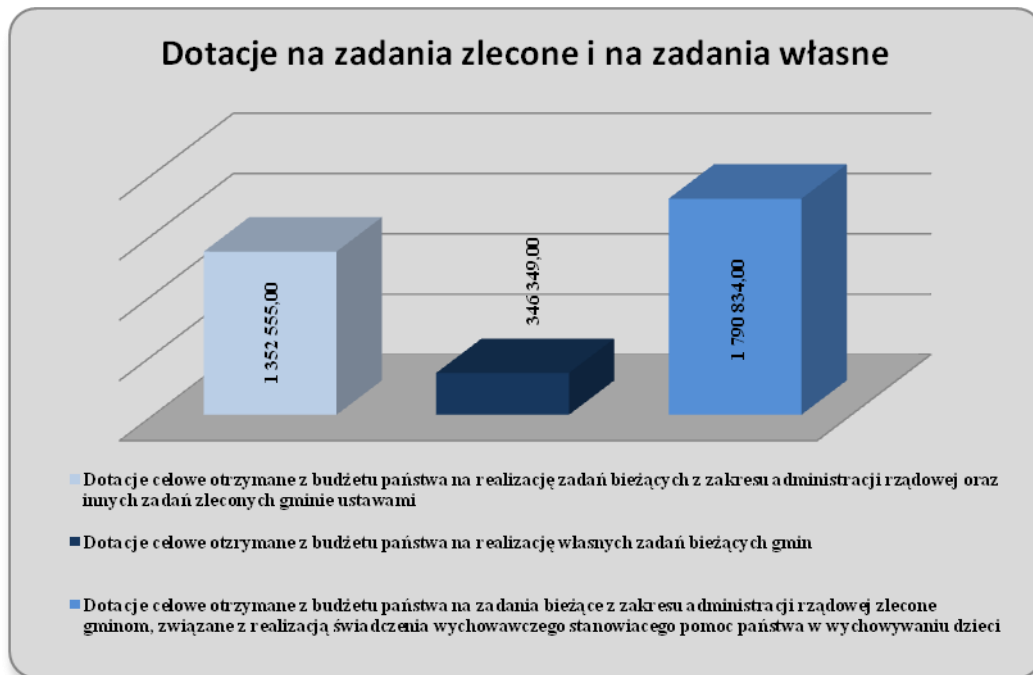 Dotacje na zadania zlecone i na zadania własne
1 352 555,00
346 349,00
1 790 834,00
Dotacje celowe otrzymane z budżetu państwa na realizację zadań bieżących z zakresu administracji rządowej oraz
innych zadań zleconych gminie ustawami
Dotacje celowe otzrymane z budżetu państwa na realizację własnych zadań bieżących gmin
Dotacje celowe otrzymane z budżetu państwa na zadania bieżące z zakresu administracji rządowej zlecone
gminom, związane z realizacją świadczenia wychowawczego stanowiacego pomoc państwa w wychowywaniu dzieci